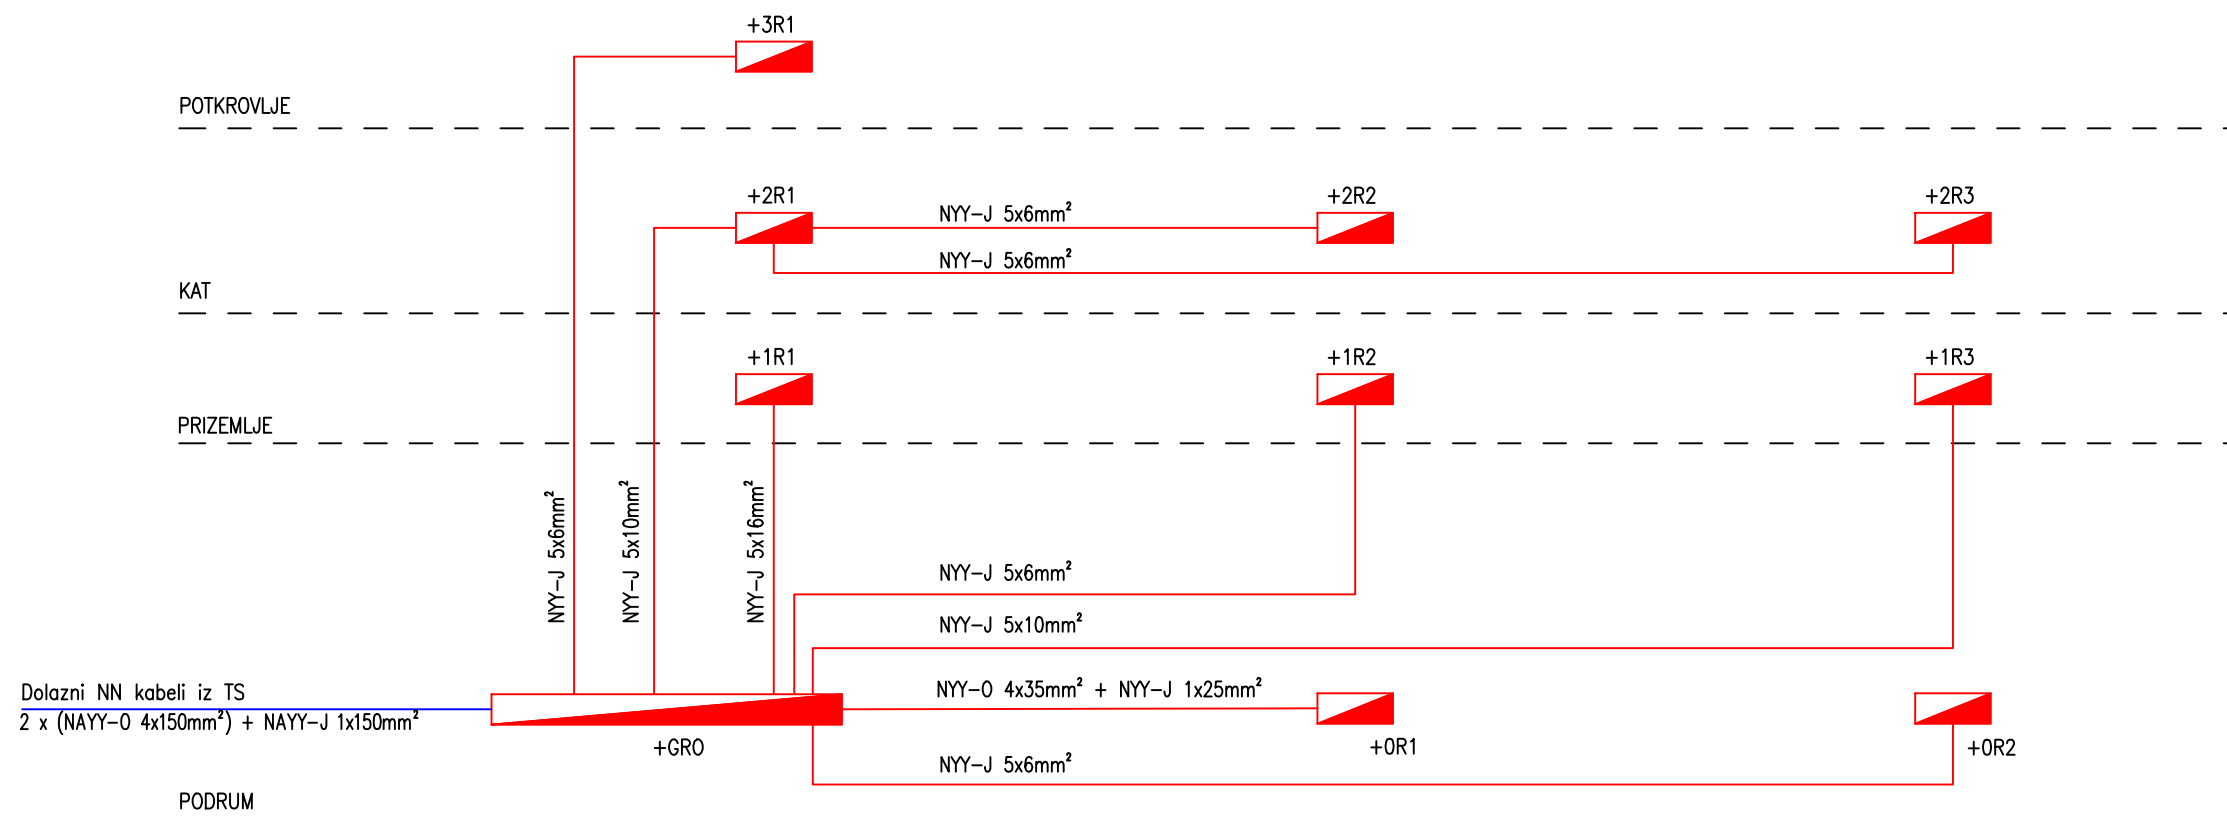 +3R1
POTKROVLJE
+2R1
+2R2
+2R3
NYY-J 5x6mm²
NYY-J 5x6mm²
KAT
+1R1
+1R2
+1R3
PRIZEMLJE
NYY-J 5x6mm²
NYY-J 5x10mm²
NYY-J 5x16mm²
NYY-J 5x6mm²
NYY-J 5x10mm²
Dolazni NN kabeli iz TS
2 x (NAYY-O 4x150mm²) + NAYY-J 1x150mm²
NYY-O 4x35mm² + NYY-J 1x25mm²
+GRO
+0R1
+0R2
NYY-J 5x6mm²
PODRUM